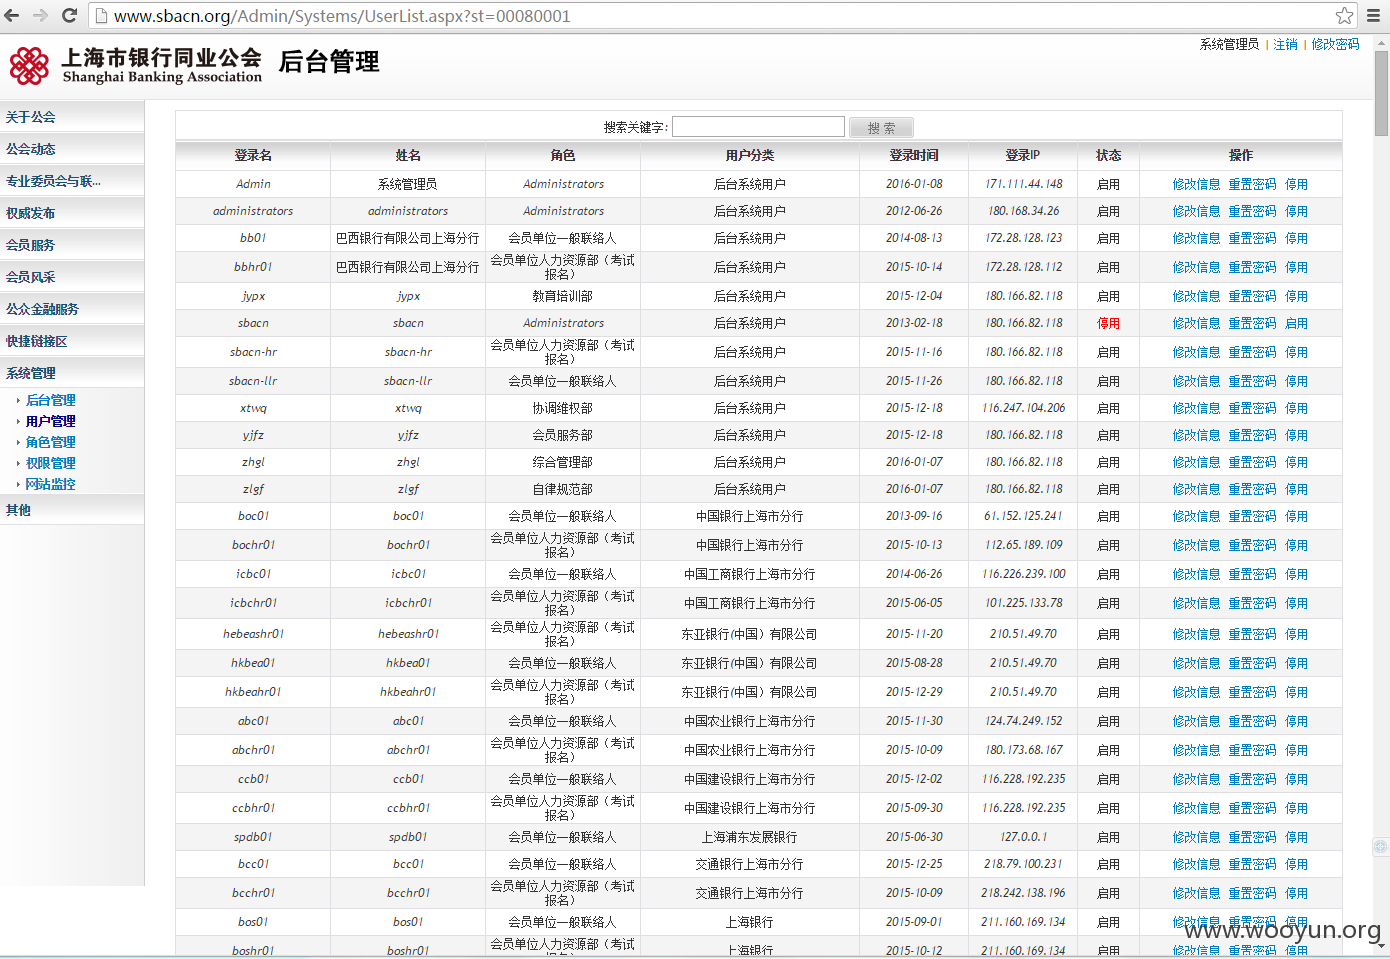 www.sbacn.org/Admin/Systems/UserList.aspx?st=00080001
上海市银行同业公会 后台管理
Shanghai Banking Association
系统管理员 | 注销 | 修改密码
关于公会
公会动态
专业委员会与联...
权威发布
会员服务
会员风采
公众金融服务
快捷链接区
系统管理
后台管理
用户管理
角色管理
权限管理
网站监控
其他
搜索关键字: 搜 索
登录名 姓名 角色 用户分类 登录时间 登录IP 状态 操作
Admin 系统管理员 Administrators 后台系统用户 2016-01-08 171.111.44.148 启用 修改信息 重置密码 停用
administrators administrators Administrators 后台系统用户 2012-06-26 180.168.34.26 启用 修改信息 重置密码 停用
bb01 巴西银行有限公司上海分行 会员单位一般联络人 后台系统用户 2014-08-13 172.28.128.123 启用 修改信息 重置密码 停用
bbhr01 巴西银行有限公司上海分行 会员单位人力资源部（考试报名） 后台系统用户 2015-10-14 172.28.128.112 启用 修改信息 重置密码 停用
jypx jypx 教育培训部 后台系统用户 2015-12-04 180.166.82.118 启用 修改信息 重置密码 停用
sbacn sbacn Administrators 后台系统用户 2013-02-18 180.166.82.118 停用 修改信息 重置密码 启用
sbacn-hr sbacn-hr 会员单位人力资源部（考试报名） 后台系统用户 2015-11-16 180.166.82.118 启用 修改信息 重置密码 停用
sbacn-llr sbacn-llr 会员单位一般联络人 后台系统用户 2015-11-26 180.166.82.118 启用 修改信息 重置密码 停用
xtwq xtwq 协调维权部 后台系统用户 2015-12-18 116.247.104.206 启用 修改信息 重置密码 停用
yjfz yjfz 会员服务部 后台系统用户 2015-12-18 180.166.82.118 启用 修改信息 重置密码 停用
zhgl zhgl 综合管理部 后台系统用户 2016-01-07 180.166.82.118 启用 修改信息 重置密码 停用
zlgf zlgf 自律规范部 后台系统用户 2016-01-07 180.166.82.118 启用 修改信息 重置密码 停用
boc01 boc01 会员单位一般联络人 中国银行上海市分行 2013-09-16 61.152.125.241 启用 修改信息 重置密码 停用
bochr01 bochr01 会员单位人力资源部（考试报名） 中国银行上海市分行 2015-10-13 112.65.189.109 启用 修改信息 重置密码 停用
icbc01 icbc01 会员单位一般联络人 中国工商银行上海市分行 2014-06-26 116.226.239.100 启用 修改信息 重置密码 停用
icbchr01 icbchr01 会员单位人力资源部（考试报名） 中国工商银行上海市分行 2015-06-05 101.225.133.78 启用 修改信息 重置密码 停用
hebeashr01 hebeashr01 会员单位人力资源部（考试报名） 东亚银行(中国）有限公司 2015-11-20 210.51.49.70 启用 修改信息 重置密码 停用
hkbea01 hkbea01 会员单位一般联络人 东亚银行(中国）有限公司 2015-08-28 210.51.49.70 启用 修改信息 重置密码 停用
hkbeahr01 hkbeahr01 会员单位人力资源部（考试报名） 东亚银行(中国）有限公司 2015-12-29 210.51.49.70 启用 修改信息 重置密码 停用
abc01 abc01 会员单位一般联络人 中国农业银行上海市分行 2015-11-30 124.74.249.152 启用 修改信息 重置密码 停用
abchr01 abchr01 会员单位人力资源部（考试报名） 中国农业银行上海市分行 2015-10-09 180.173.68.167 启用 修改信息 重置密码 停用
ccb01 ccb01 会员单位一般联络人 中国建设银行上海市分行 2015-12-02 116.228.192.235 启用 修改信息 重置密码 停用
ccbhr01 ccbhr01 会员单位人力资源部（考试报名） 中国建设银行上海市分行 2015-09-30 116.228.192.235 启用 修改信息 重置密码 停用
spdb01 spdb01 会员单位一般联络人 上海浦东发展银行 2015-06-30 127.0.0.1 启用 修改信息 重置密码 停用
bcc01 bcc01 会员单位一般联络人 交通银行上海市分行 2015-12-25 218.79.100.231 启用 修改信息 重置密码 停用
bcchr01 bcchr01 会员单位人力资源部（考试报名） 交通银行上海市分行 2015-10-09 218.242.138.196 启用 修改信息 重置密码 停用
bos01 bos01 会员单位一般联络人 上海银行 2015-09-01 211.160.169.134 启用 修改信息 重置密码 停用
boshr01 boshr01 会员单位人力资源部（考试 上海银行 2015-10-12 211.160.169.134 启用 修改信息 重置密码 停用
www.wooyun.org